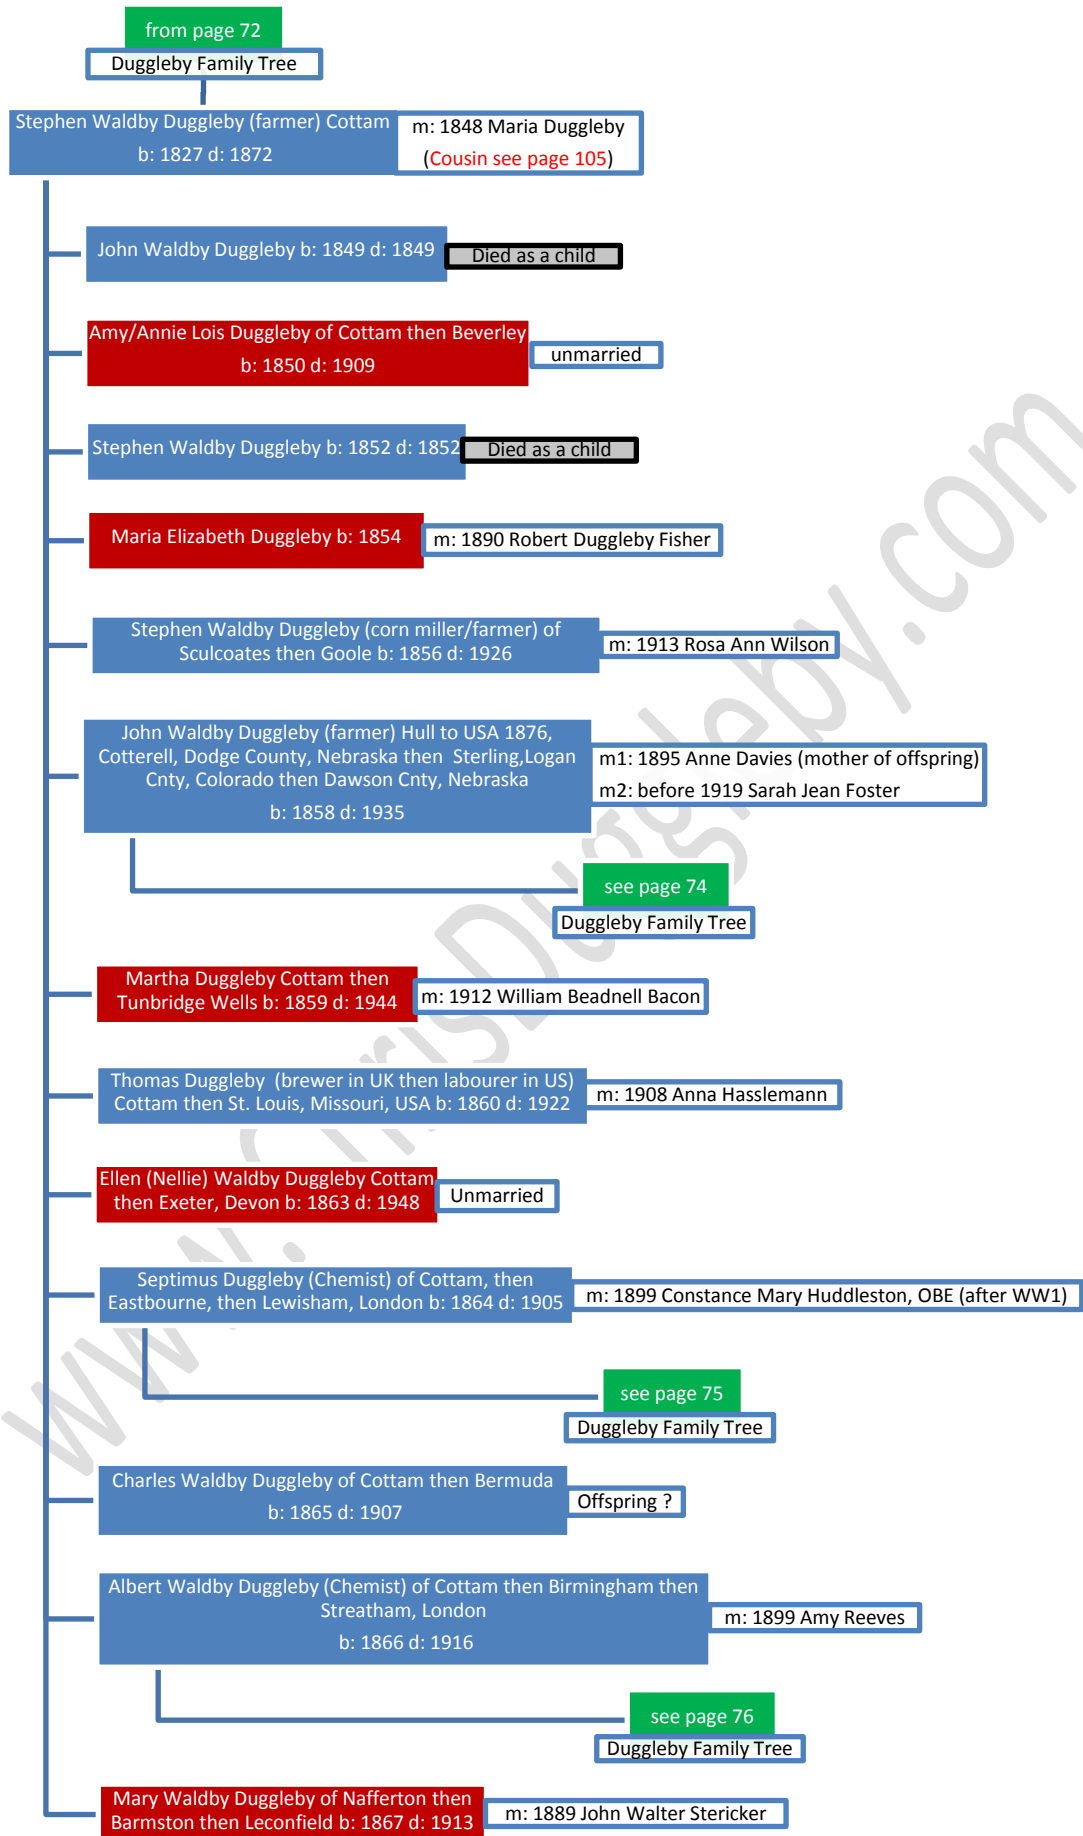 from page 72
Duggleby Family Tree
Stephen Waldby Duggleby (farmer) Cottam
b: 1827 d: 1872
m: 1848 Maria Duggleby
(Cousin see page 105)
John Waldby Duggleby b: 1849 d: 1849
Died as a child
Amy/Annie Lois Duggleby of Cottam then Beverley
b: 1850 d: 1909
unmarried
Stephen Waldby Duggleby b: 1852 d: 1852
Died as a child
Maria Elizabeth Duggleby b: 1854
m: 1890 Robert Duggleby Fisher
Stephen Waldby Duggleby (corn miller/farmer) of
Sculcoates then Goole b: 1856 d: 1926
m: 1913 Rosa Ann Wilson
John Waldby Duggleby (farmer) Hull to USA 1876,
Cotterell, Dodge County, Nebraska then Sterling,Logan
Cnty, Colorado then Dawson Cnty, Nebraska
b: 1858 d: 1935
m1: 1895 Anne Davies (mother of offspring)
m2: before 1919 Sarah Jean Foster
see page 74
Duggleby Family Tree
Martha Duggleby Cottam then
Tunbridge Wells b: 1859 d: 1944
m: 1912 William Beadnell Bacon
Thomas Duggleby (brewer in UK then labourer in US)
Cottam then St. Louis, Missouri, USA b: 1860 d: 1922
m: 1908 Anna Hasslemann
Ellen (Nellie) Waldby Duggleby Cottam
then Exeter, Devon b: 1863 d: 1948
Unmarried
Septimus Duggleby (Chemist) of Cottam, then
Eastbourne, then Lewisham, London b: 1864 d: 1905
m: 1899 Constance Mary Huddleston, OBE (after WW1)
see page 75
Duggleby Family Tree
Charles Waldby Duggleby of Cottam then Bermuda
b: 1865 d: 1907
Offspring ?
Albert Waldby Duggleby (Chemist) of Cottam then Birmingham then
Streatham, London
b: 1866 d: 1916
m: 1899 Amy Reeves
see page 76
Duggleby Family Tree
Mary Waldby Duggleby of Nafferton then
Barmston then Leconfield b: 1867 d: 1913
m: 1889 John Walter Stericker
www.ChrisDuggleby.com